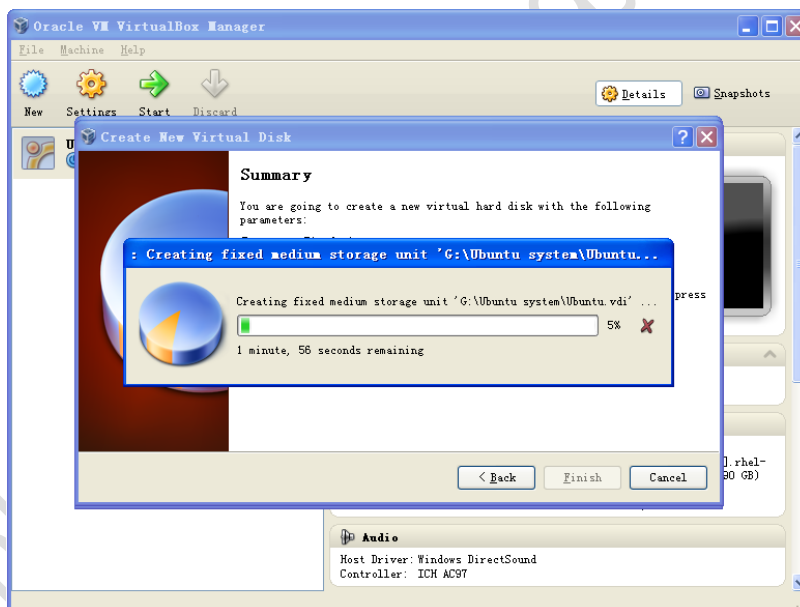 Oracle VM VirtualBox Manager
File Machine Help
New Settings Start Discard
Details Snapshots
Create New Virtual Disk
Summary
You are going to create a new virtual hard disk with the following
parameters:
: Creating fixed medium storage unit 'G:\Ubuntu system\Ubuntu...
press
Creating fixed medium storage unit 'G:\Ubuntu system\Ubuntu.vdi' ...
5%
1 minute, 56 seconds remaining
].rhel-
GB)
< Back Finish Cancel
Audio
Host Driver: Windows DirectSound
Controller: ICH AC97